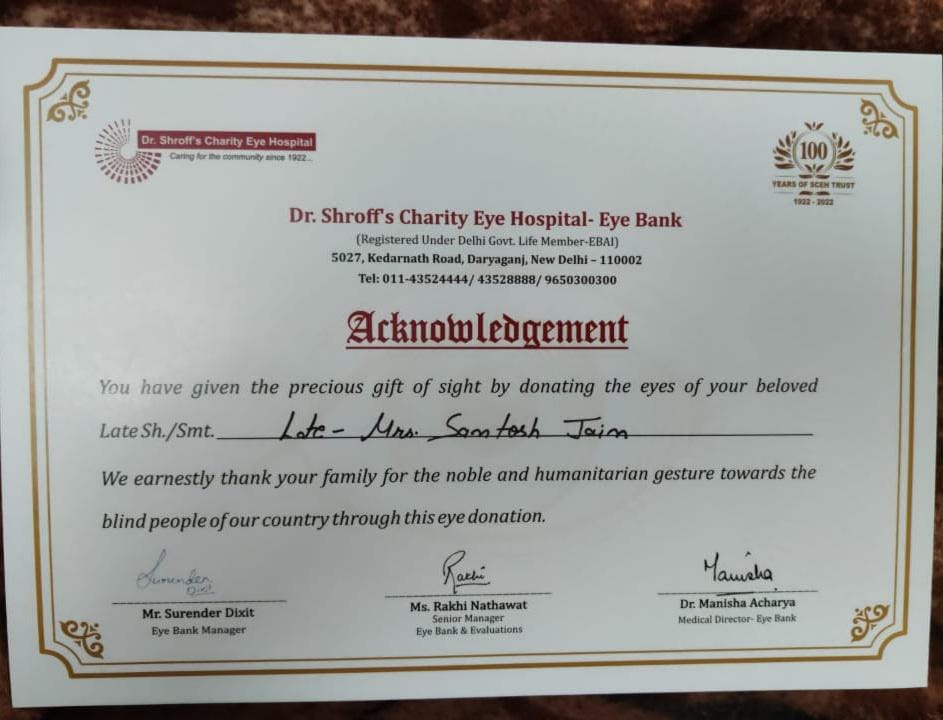 Dr. Shroff's Charity Eye Hospital
Caring for the community since 1922...
100
YEARS OF SCEH TRUST
1922 - 2022
Dr. Shroff's Charity Eye Hospital- Eye Bank
(Registered Under Delhi Govt. Life Member-EBAI)
5027, Kedarnath Road, Daryaganj, New Delhi – 110002
Tel: 011-43524444/ 43528888/ 9650300300
Acknowledgement
You have given the precious gift of sight by donating the eyes of your beloved
Late Sh./Smt. Late - Mrs. Santosh Jain
We earnestly thank your family for the noble and humanitarian gesture towards the
blind people of our country through this eye donation.
Surender
Dixit
Rakhi
Manisha
Mr. Surender Dixit
Eye Bank Manager
Ms. Rakhi Nathawat
Senior Manager
Eye Bank & Evaluations
Dr. Manisha Acharya
Medical Director- Eye Bank